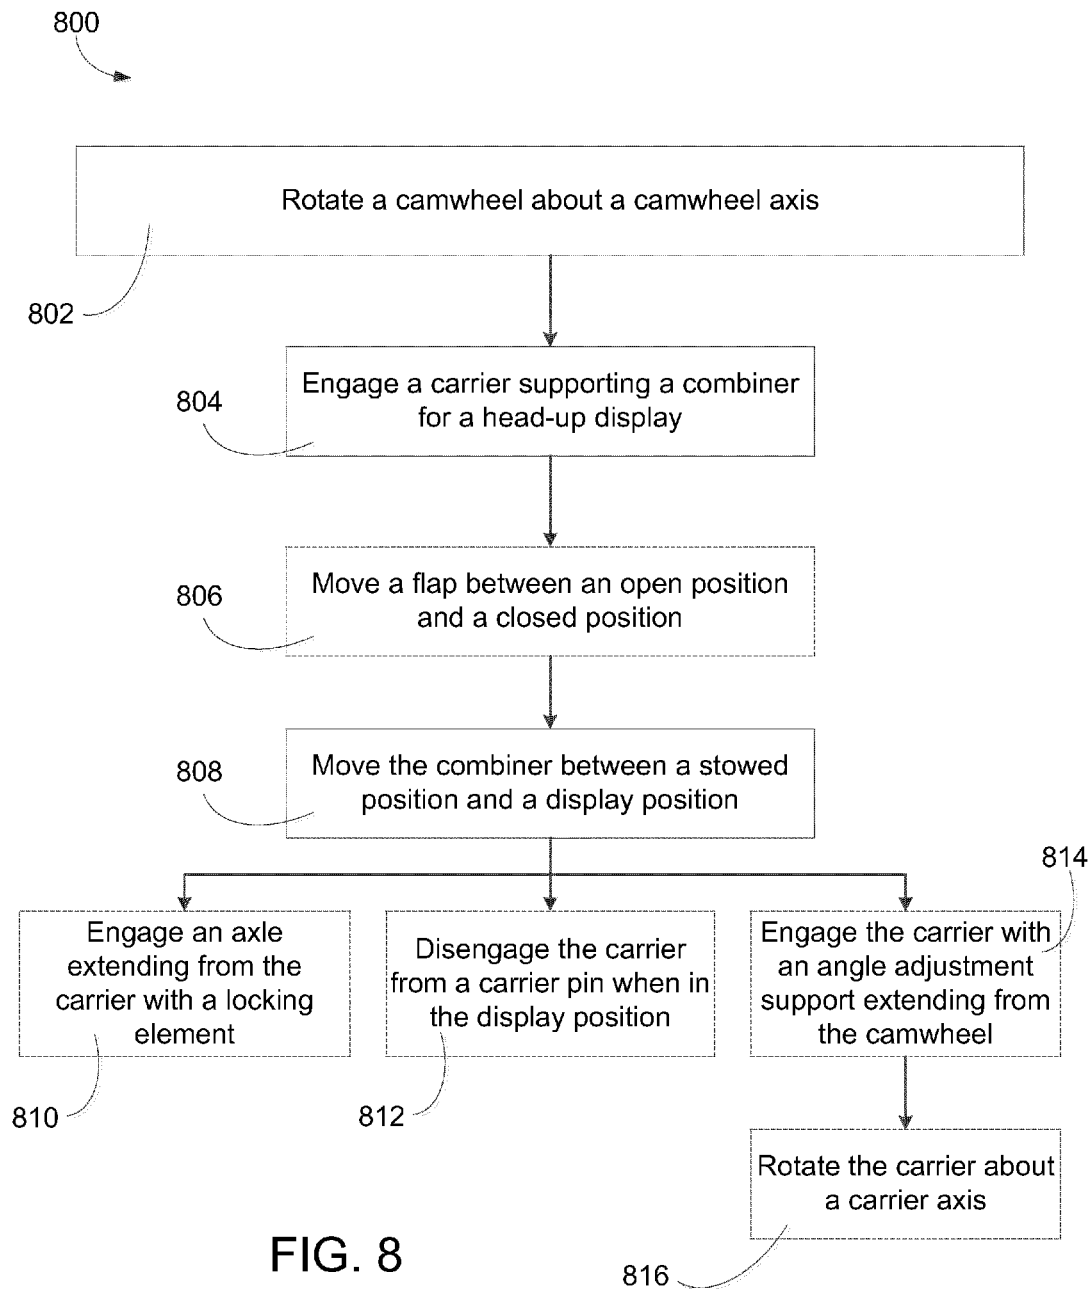 800
Rotate a camwheel about a camwheel axis
802
Engage a carrier supporting a combiner
for a head-up display
804
Move a flap between an open position
and a closed position
806
Move the combiner between a stowed
position and a display position
808
814
Engage an axle
extending from the
carrier with a locking
element
Disengage the carrier
from a carrier pin when in
the display position
Engage the carrier with
an angle adjustment
support extending from
the camwheel
810
812
Rotate the carrier about
a carrier axis
816
FIG. 8